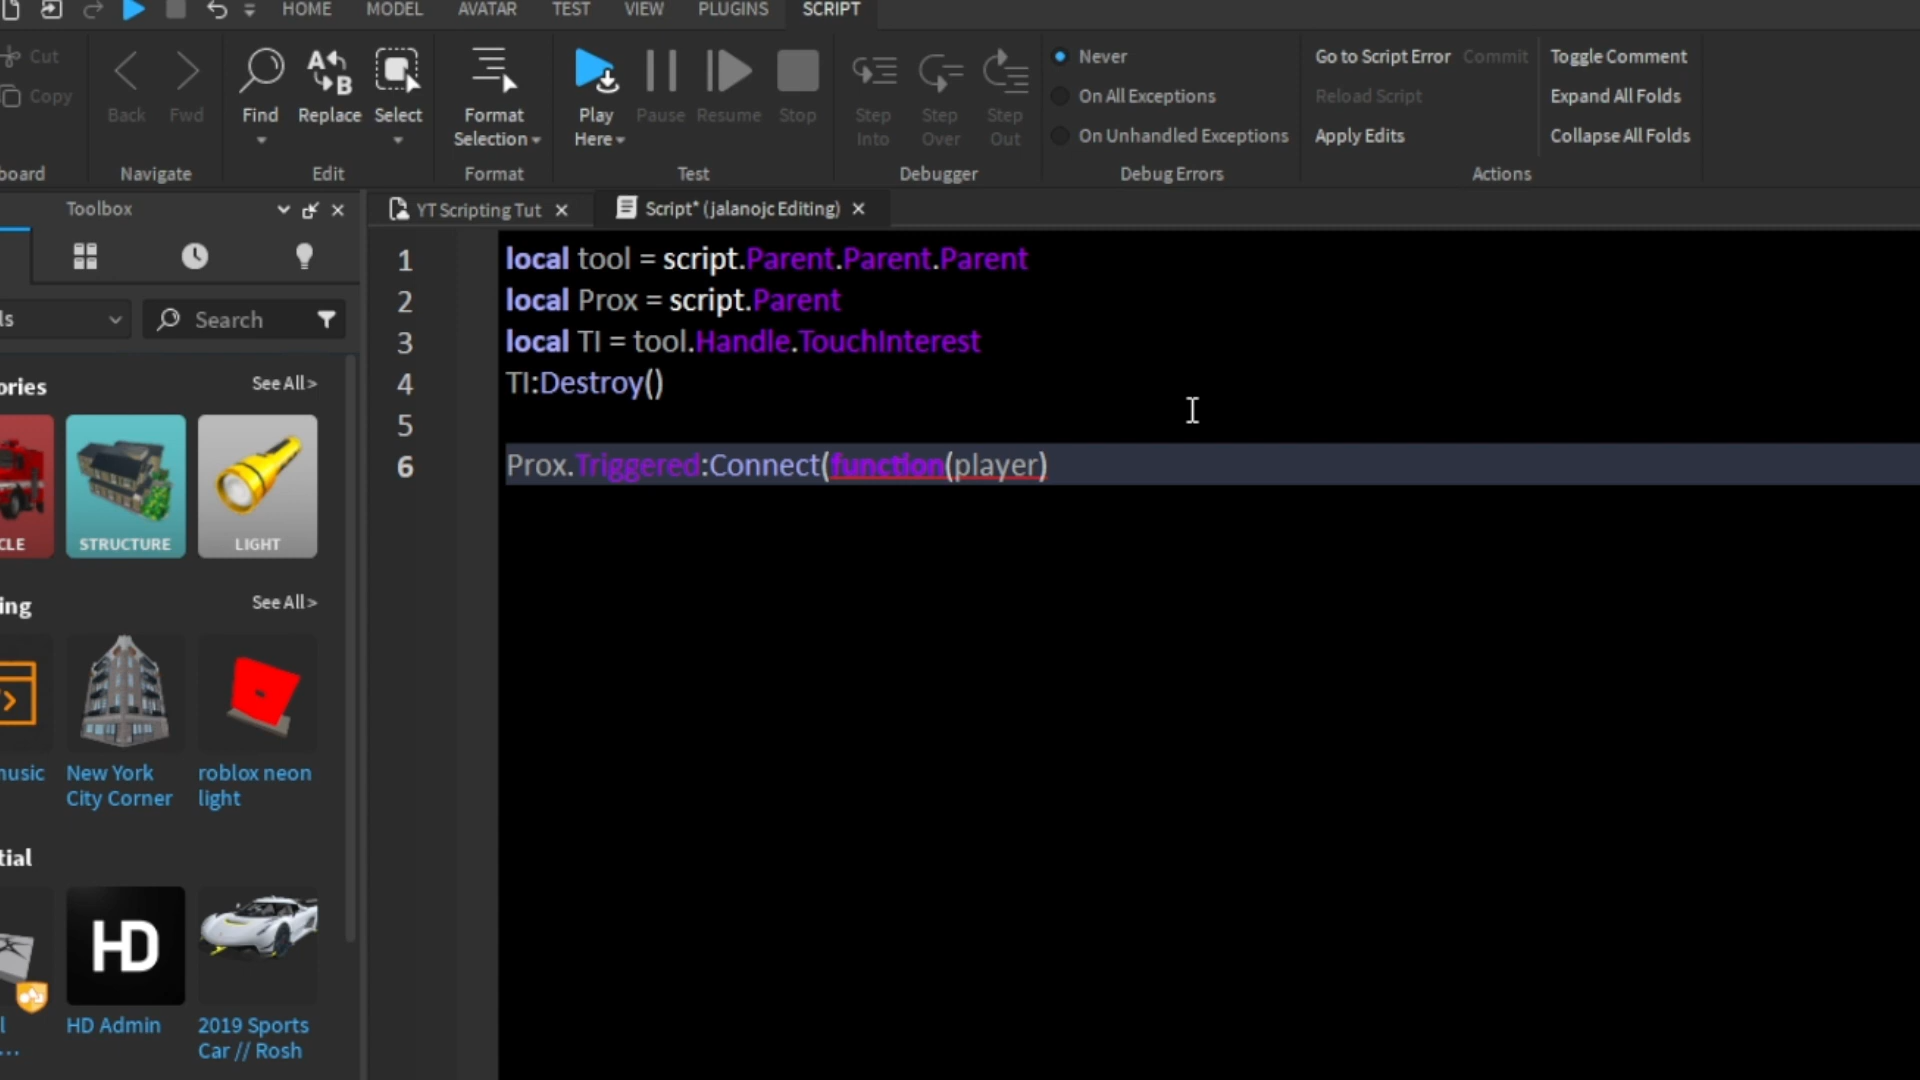 HOME MODEL AVATAR TEST VIEW PLUGINS SCRIPT
Cut
Copy
Back Fwd
Find Replace Select
Format
Selection
Play
Here
Pause Resume Stop
Step
Into
Step
Over
Step
Out
Never
On All Exceptions
On Unhandled Exceptions
Go to Script Error Commit
Reload Script
Apply Edits
Toggle Comment
Expand All Folds
Collapse All Folds
board Navigate Edit Format Test Debugger Debug Errors Actions
Toolbox
YT Scripting Tut
Script* (jalanojc Editing)
ls
Search
ories See All >
CLE STRUCTURE LIGHT
ing See All >
music
New York
City Corner
roblox neon
light
tial
HD
l
...
HD Admin
2019 Sports
Car // Rosh
1 local tool = script.Parent.Parent.Parent
2 local Prox = script.Parent
3 local TI = tool.Handle.TouchInterest
4 TI:Destroy()
5
6 Prox.Triggered:Connect(function(player)